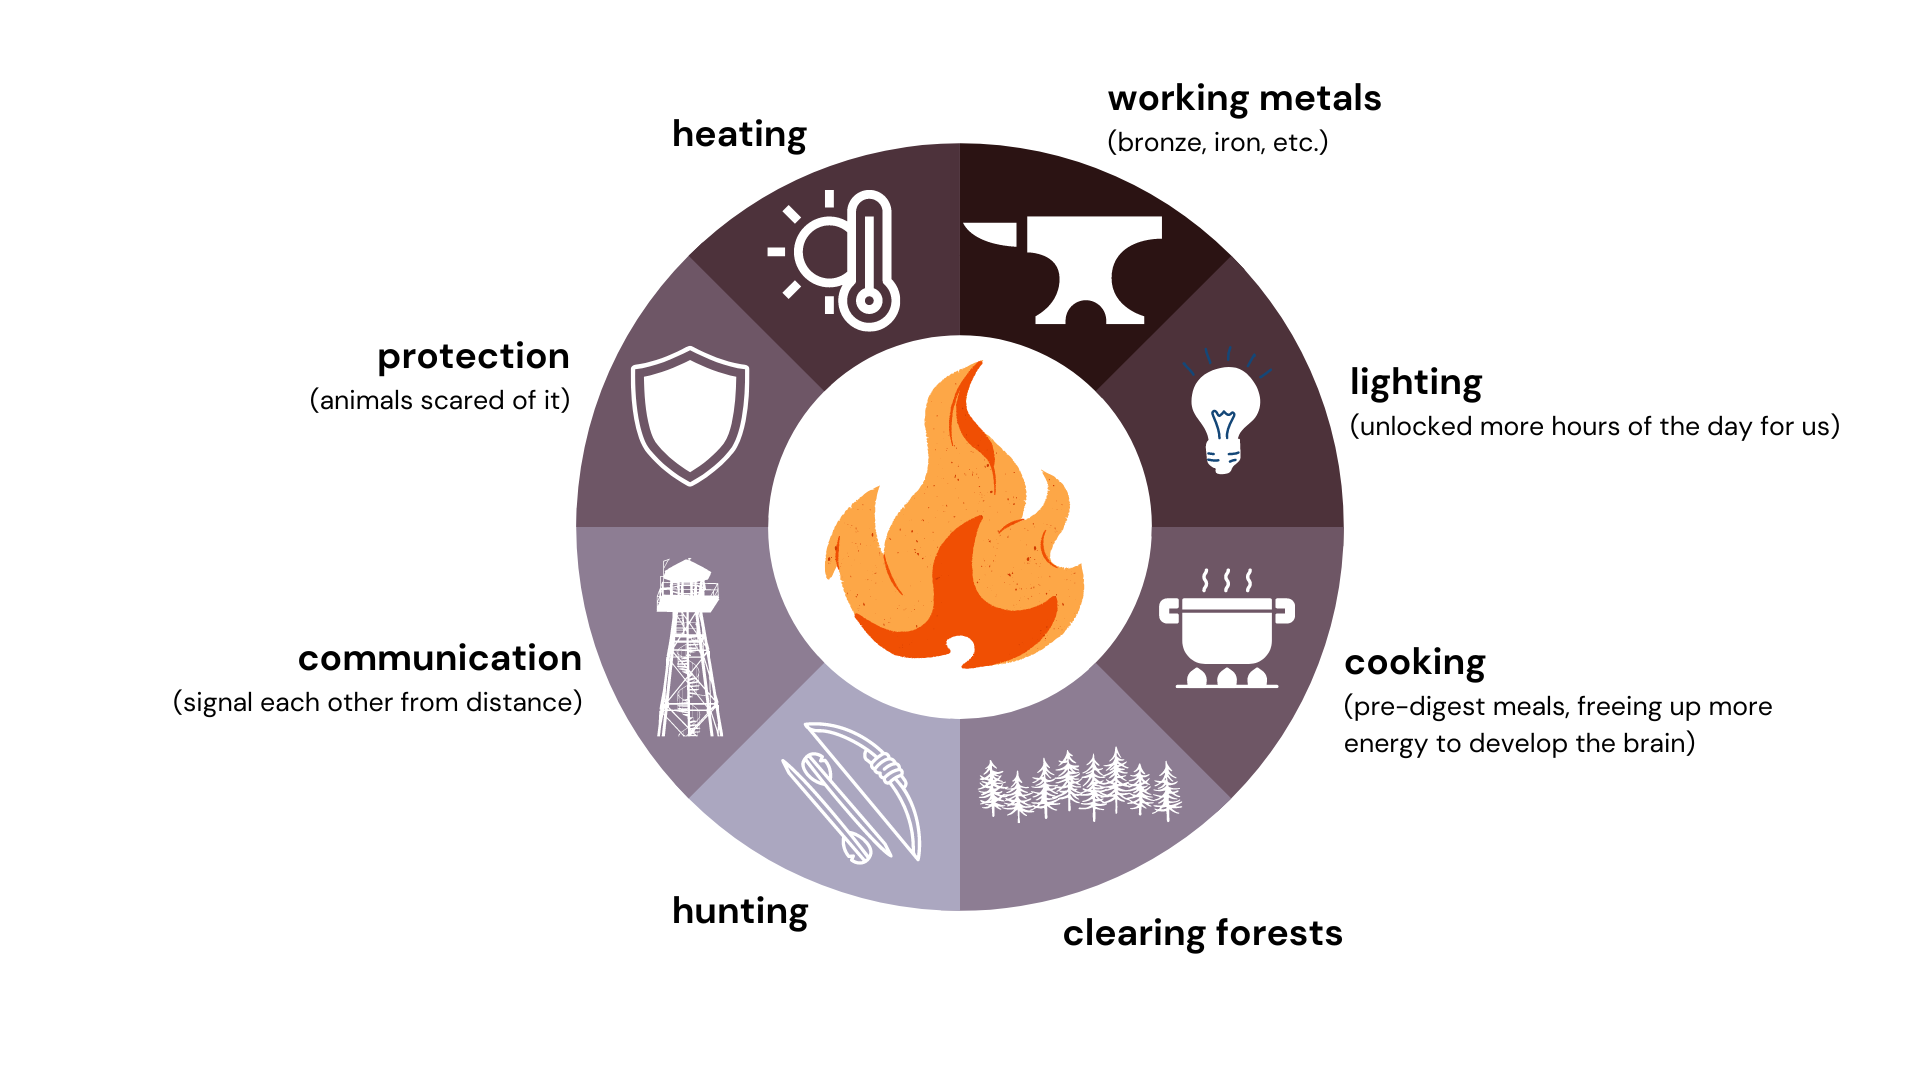 heating
working metals
(bronze, iron, etc.)
protection
(animals scared of it)
lighting
(unlocked more hours of the day for us)
communication
(signal each other from distance)
cooking
(pre-digest meals, freeing up more
energy to develop the brain)
hunting
clearing forests